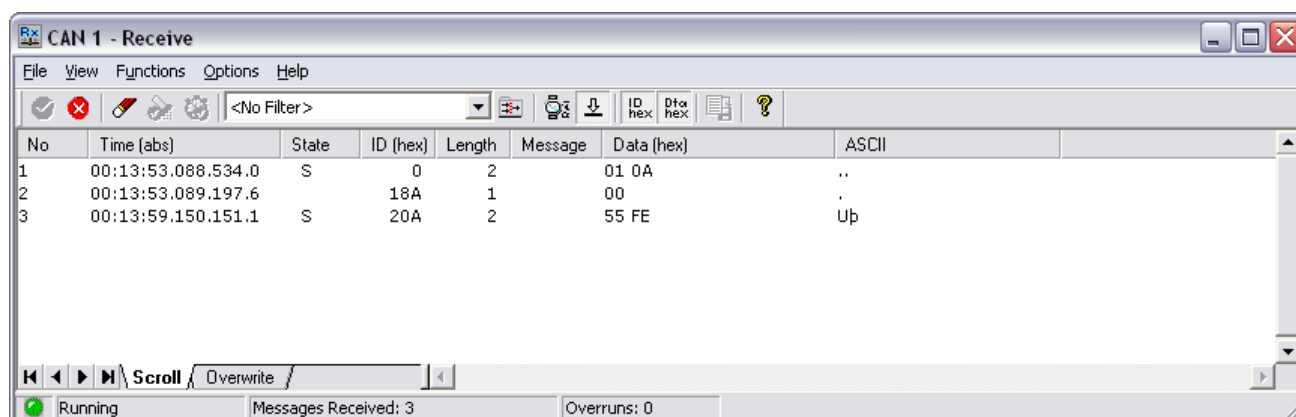 CAN 1 - Receive
File View Functions Options Help
<No Filter> ID hex Dta hex
No Time (abs) State ID (hex) Length Message Data (hex) ASCII
1 00:13:53.088.534.0 S 0 2 01 0A ..
2 00:13:53.089.197.6 18A 1 00 .
3 00:13:59.150.151.1 S 20A 2 55 FE Uþ
Scroll Overwrite
Running Messages Received: 3 Overruns: 0